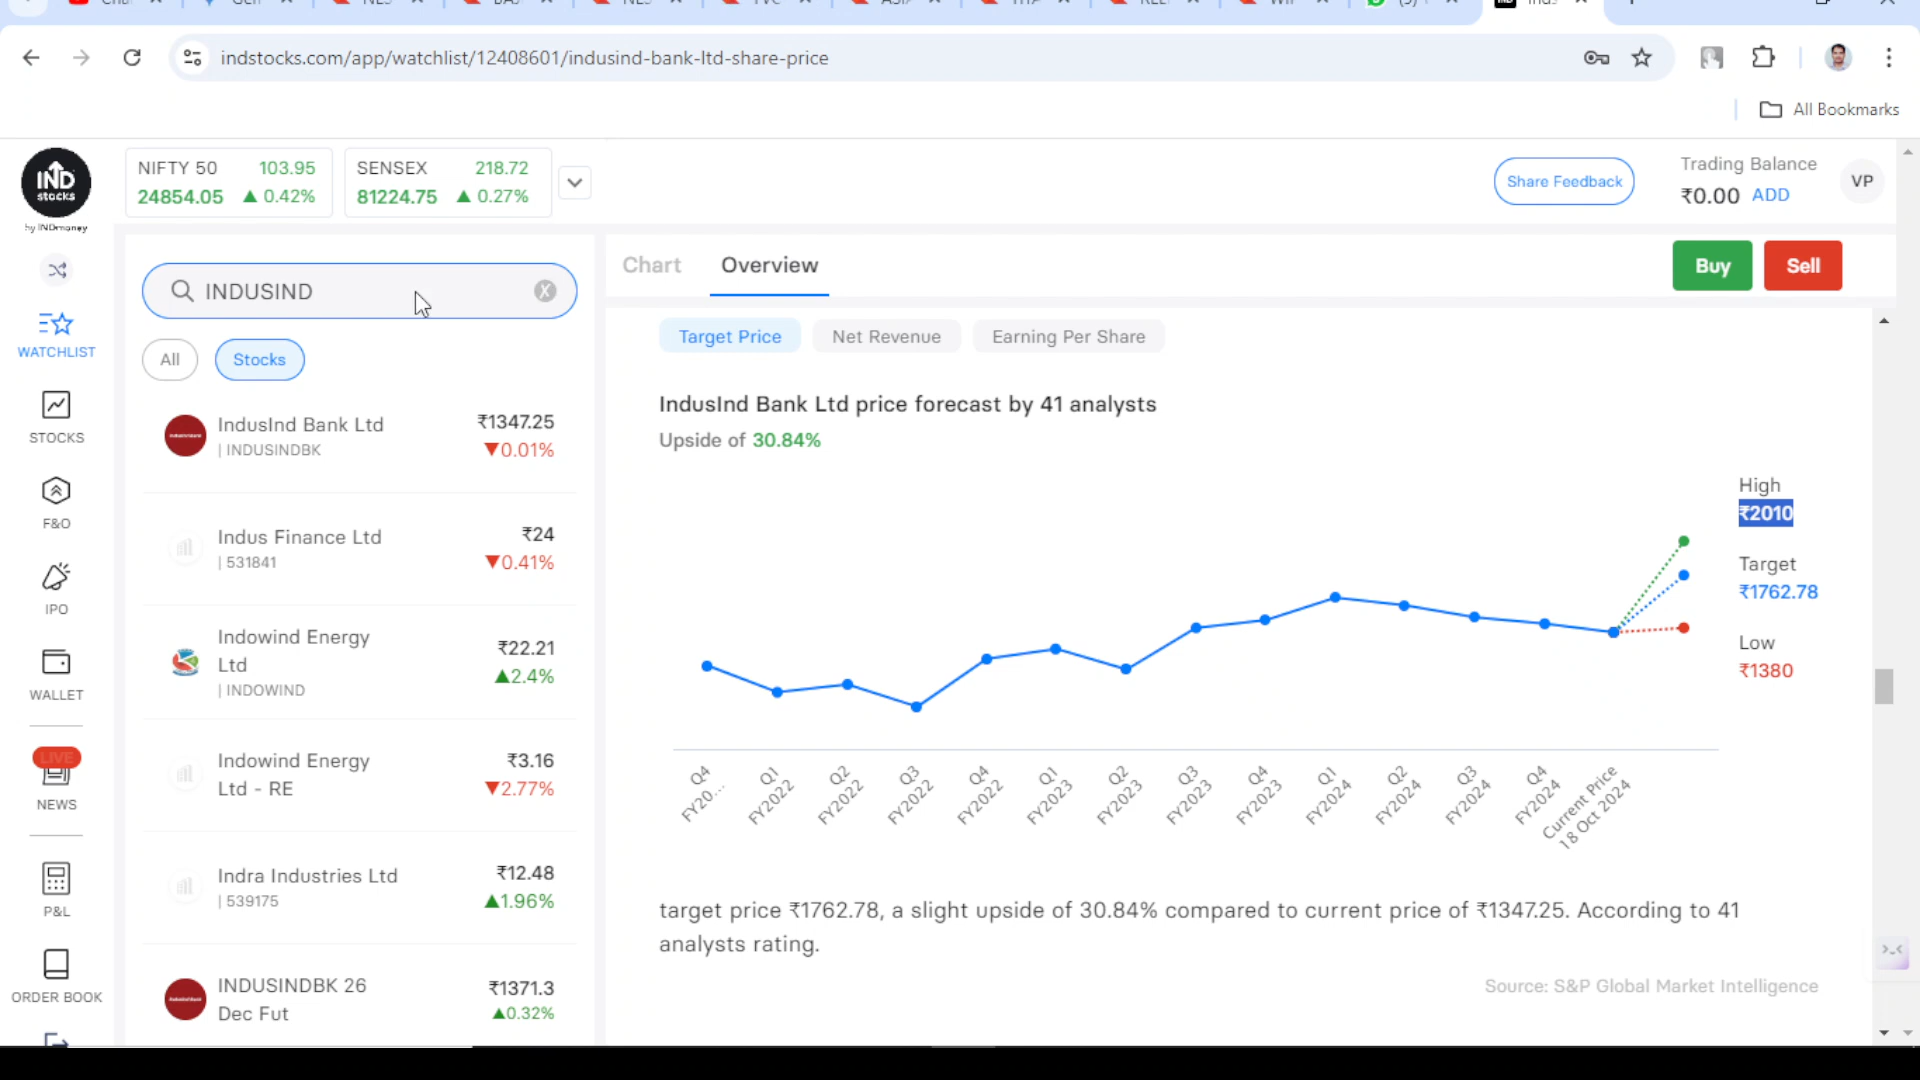 indstocks.com/app/watchlist/12408601/indusind-bank-ltd-share-price
All Bookmarks
IND
stocks
by INDmoney
NIFTY 50 103.95
24854.05 ▲ 0.42%
SENSEX 218.72
81224.75 ▲ 0.27%
Share Feedback
Trading Balance
₹0.00 ADD
VP
WATCHLIST
STOCKS
F&O
IPO
WALLET
LIVE
NEWS
P&L
ORDER BOOK
INDUSIND
All
Stocks
IndusInd Bank Ltd ₹1347.25
| INDUSINDBK ▼0.01%
Indus Finance Ltd ₹24
| 531841 ▼0.41%
Indowind Energy
Ltd ₹22.21
| INDOWIND ▲2.4%
Indowind Energy ₹3.16
Ltd - RE ▼2.77%
Indra Industries Ltd ₹12.48
| 539175 ▲1.96%
INDUSINDBK 26 ₹1371.3
Dec Fut ▲0.32%
Chart
Overview
Buy
Sell
Target Price
Net Revenue
Earning Per Share
IndusInd Bank Ltd price forecast by 41 analysts
Upside of 30.84%
High
₹2010
Target
₹1762.78
Low
₹1380
Q4
FY20...
Q1
FY2022
Q2
FY2022
Q3
FY2022
Q4
FY2022
Q1
FY2023
Q2
FY2023
Q3
FY2023
Q4
FY2023
Q1
FY2024
Q2
FY2024
Q3
FY2024
Q4
FY2024
Current Price
18 Oct 2024
target price ₹1762.78, a slight upside of 30.84% compared to current price of ₹1347.25. According to 41
analysts rating.
Source: S&P Global Market Intelligence